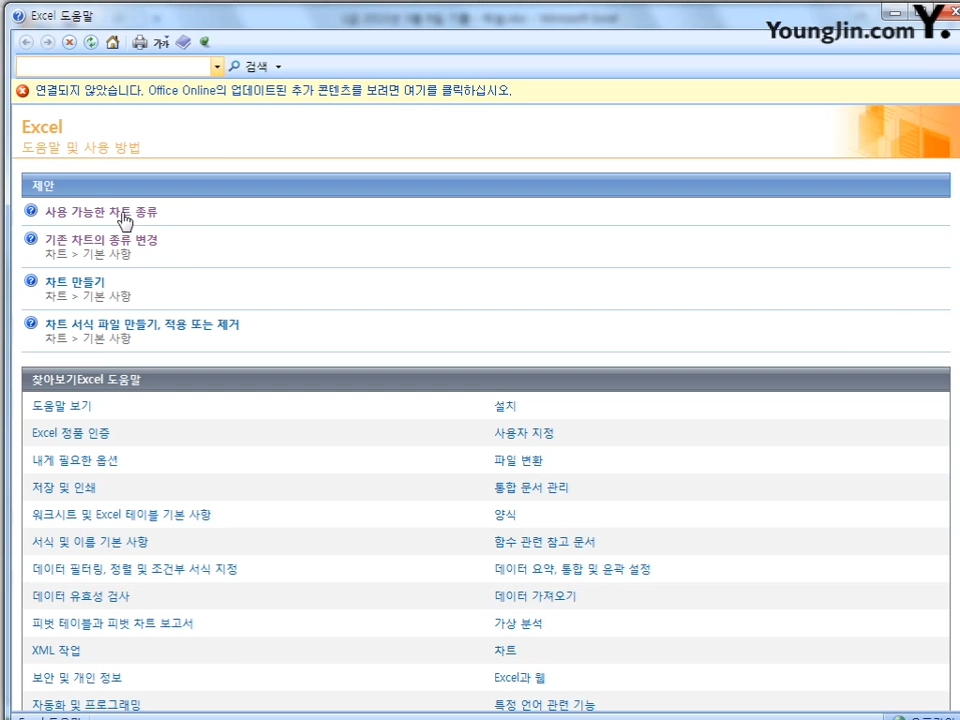 Excel 도움말
YoungJin.com Y.
가가
검색
연결되지 않았습니다. Office Online의 업데이트된 추가 콘텐츠를 보려면 여기를 클릭하십시오.
Excel
도움말 및 사용 방법
제안
사용 가능한 차트 종류
기존 차트의 종류 변경
차트 > 기본 사항
차트 만들기
차트 > 기본 사항
차트 서식 파일 만들기, 적용 또는 제거
차트 > 기본 사항
찾아보기Excel 도움말
도움말 보기 설치
Excel 정품 인증 사용자 지정
내게 필요한 옵션 파일 변환
저장 및 인쇄 통합 문서 관리
워크시트 및 Excel 테이블 기본 사항 양식
서식 및 이름 기본 사항 함수 관련 참고 문서
데이터 필터링, 정렬 및 조건부 서식 지정 데이터 요약, 통합 및 윤곽 설정
데이터 유효성 검사 데이터 가져오기
피벗 테이블과 피벗 차트 보고서 가상 분석
XML 작업 차트
보안 및 개인 정보 Excel과 웹
자동화 및 프로그래밍 특정 언어 관련 기능
Excel 도움말